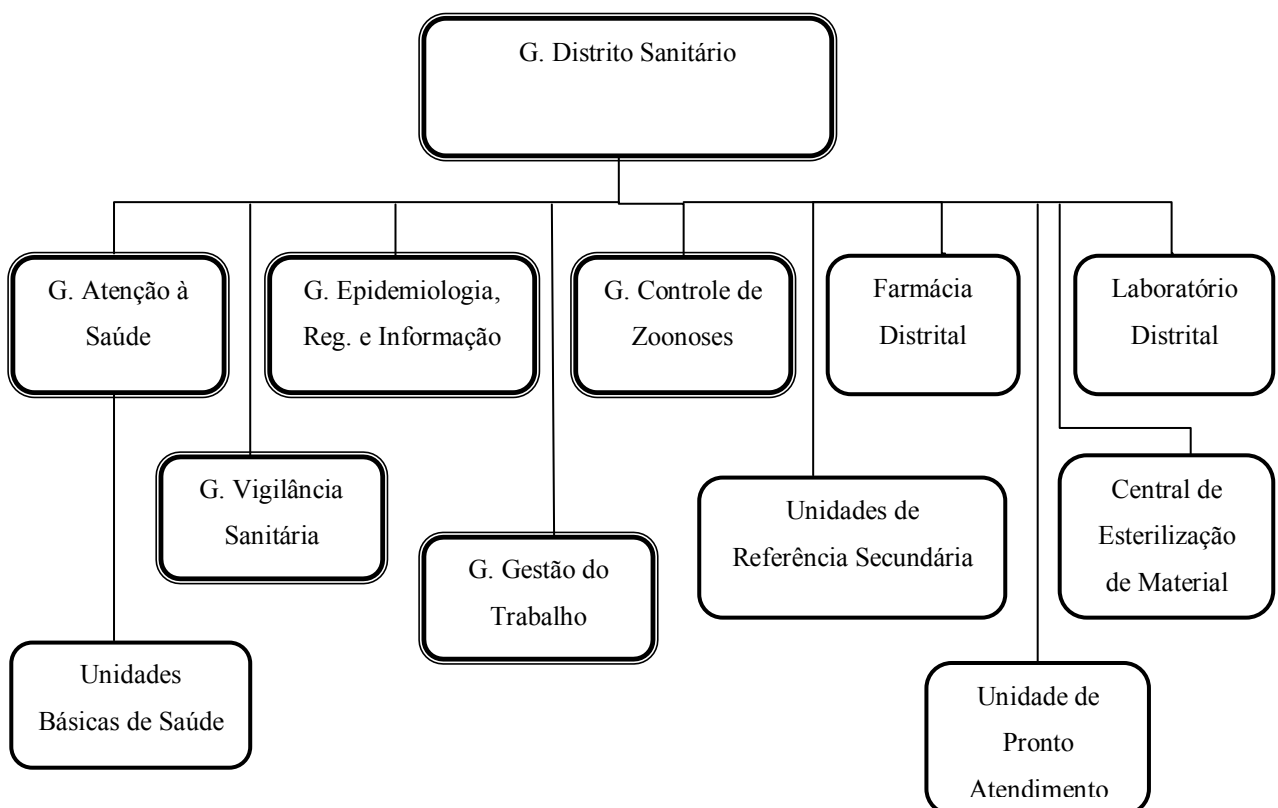 G. Distrito Sanitário
G. Atenção à
Saúde
G. Epidemiologia,
Reg. e Informação
G. Controle de
Zoonoses
Farmácia
Distrital
Laboratório
Distrital
G. Vigilância
Sanitária
G. Gestão do
Trabalho
Unidades de
Referência Secundária
Central de
Esterilização
de Material
Unidades
Básicas de Saúde
Unidade de
Pronto
Atendimento